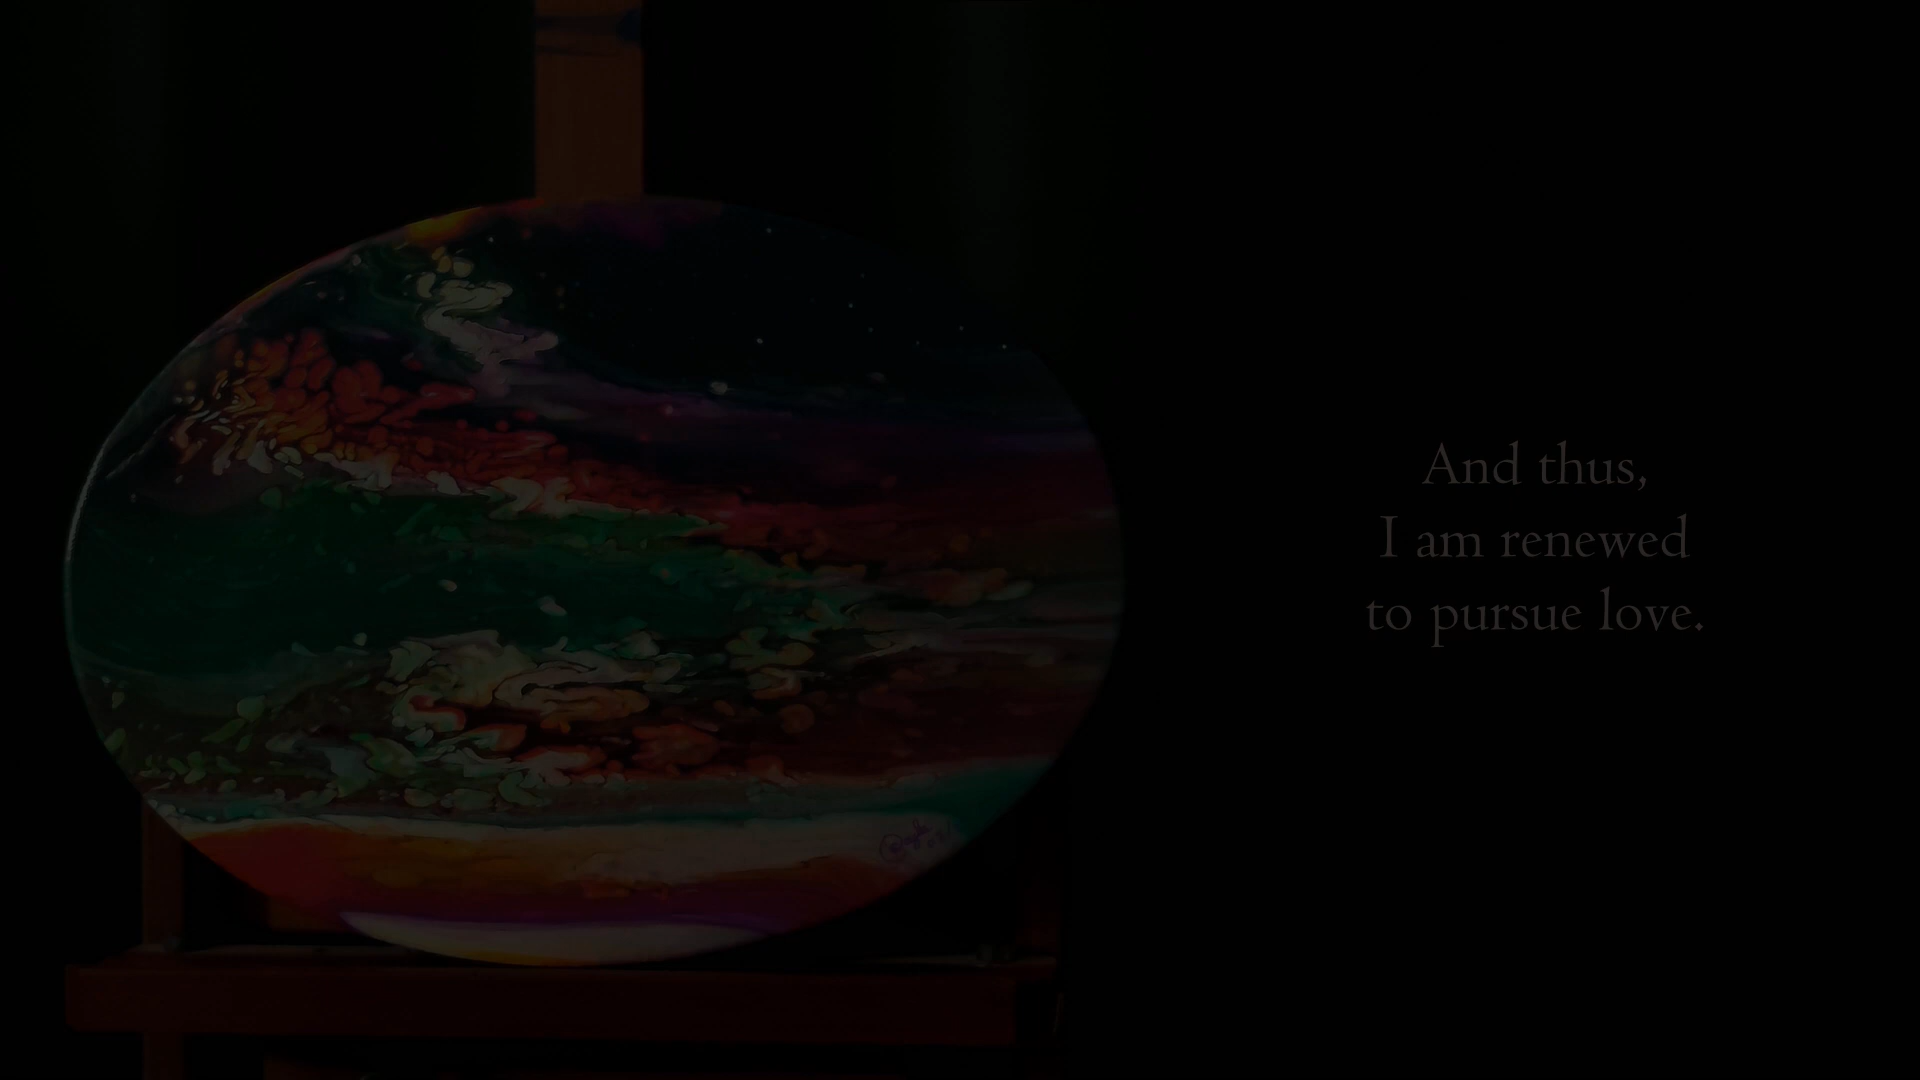 And thus,
I am renewed
to pursue love.